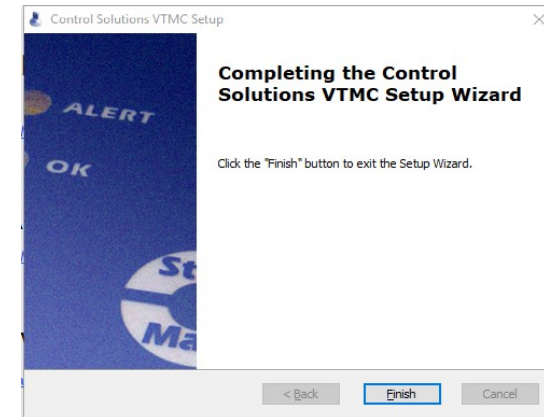 Control Solutions VTMC Setup
ALERT
OK
Completing the Control
Solutions VTMC Setup Wizard
Click the "Finish" button to exit the Setup Wizard.
< Back
Finish
Cancel